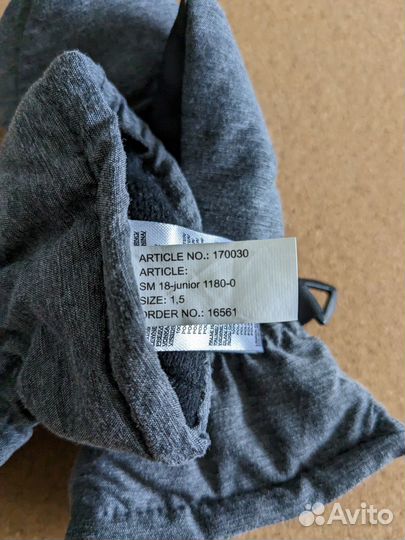 ARTICLE NO.: 170030
ARTICLE:
SM 18-junior 1180-0
SIZE: 1,5
ORDER NO.: 16561
Avito